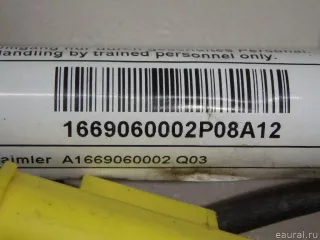 handling by trained personnel only.
1669060002P08A12
aimler A1669060002 Q03
eaural.ru